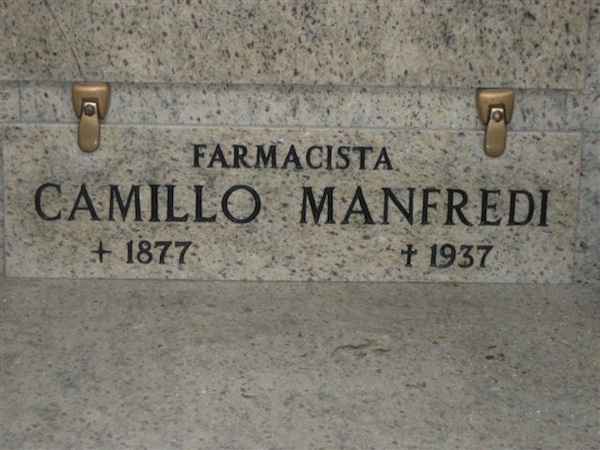 FARMACISTA
CAMILLO MANFREDI
+ 1877 † 1937